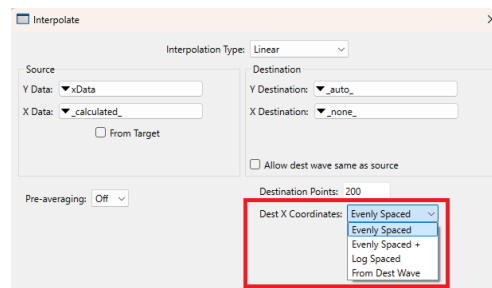 Interpolate
Interpolation Type: Linear
Source
Y Data: xData
X Data: _calculated_
From Target
Destination
Y Destination: _auto_
X Destination: _none_
Allow dest wave same as source
Pre-averaging: Off
Destination Points: 200
Dest X Coordinates: Evenly Spaced
Evenly Spaced
Evenly Spaced +
Log Spaced
From Dest Wave